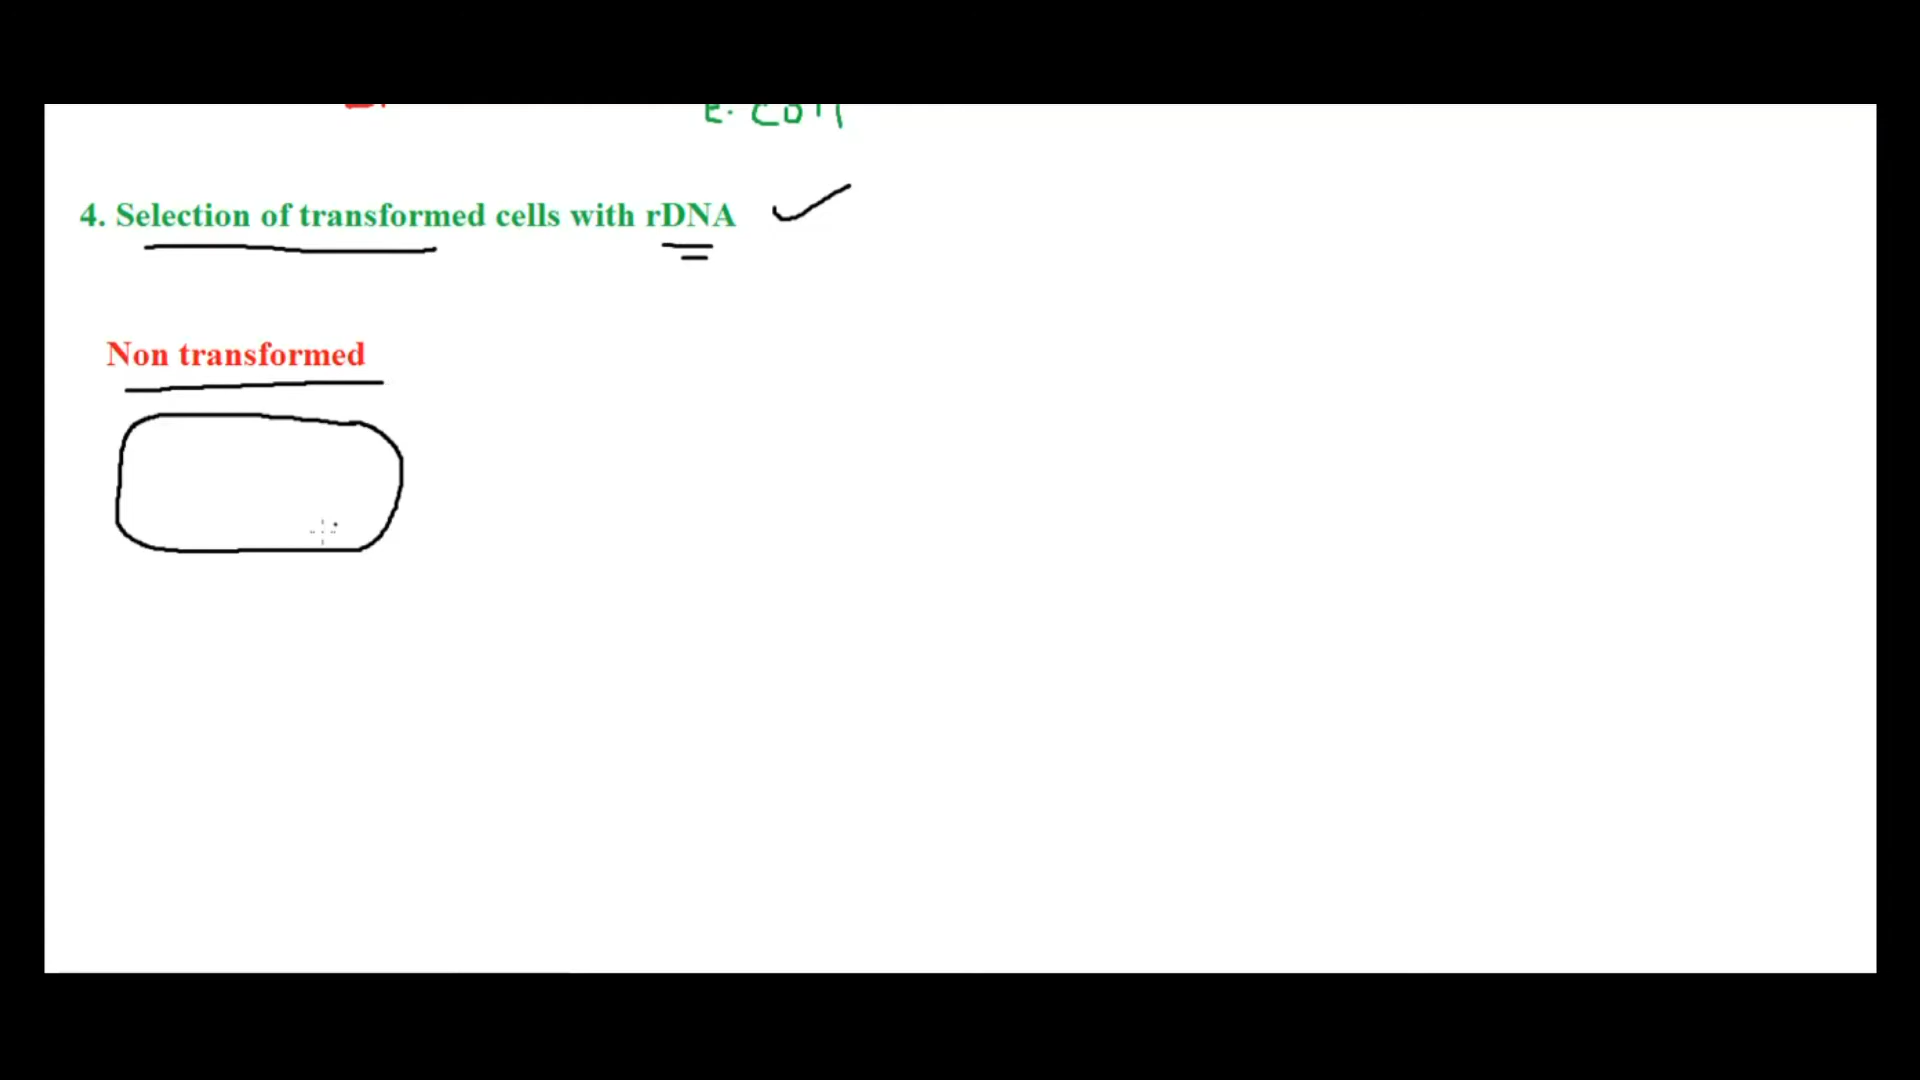 E. coli
4. Selection of transformed cells with rDNA
Non transformed